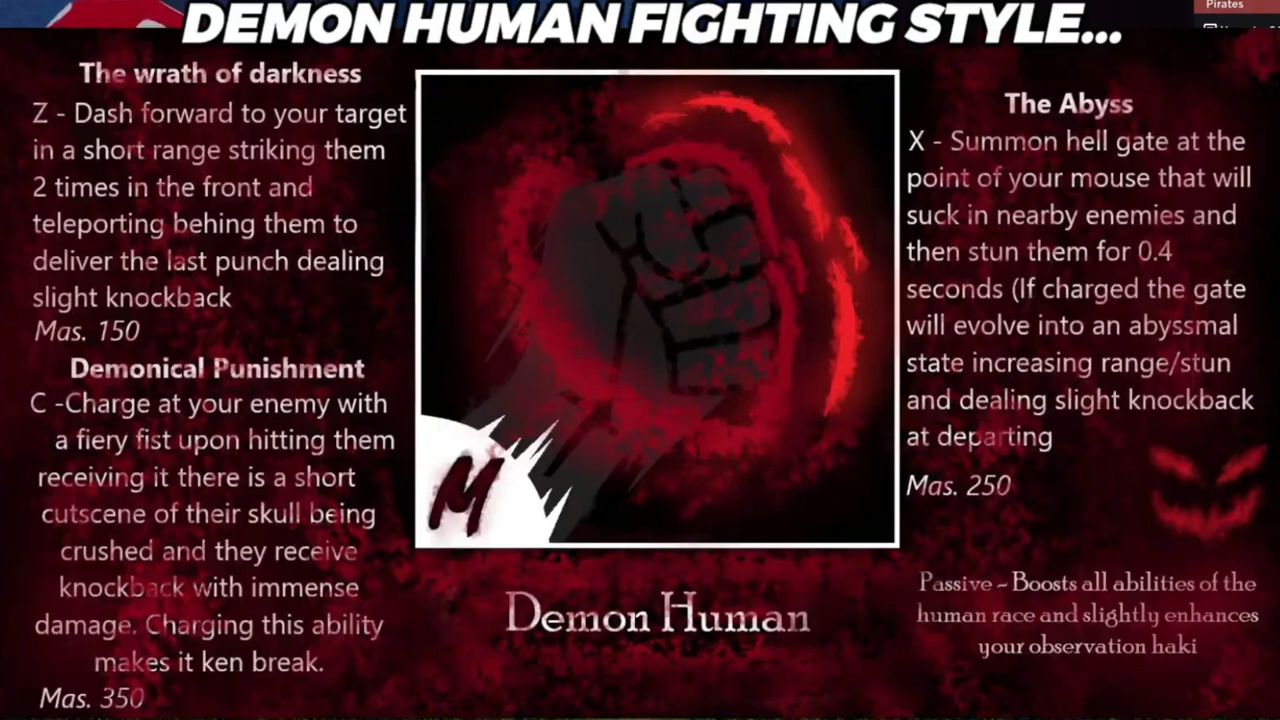 DEMON HUMAN FIGHTING STYLE...
Pirates
The wrath of darkness
Z - Dash forward to your target
in a short range striking them
2 times in the front and
teleporting behing them to
deliver the last punch dealing
slight knockback
Mas. 150
Demonical Punishment
C -Charge at your enemy with
a fiery fist upon hitting them
receiving it there is a short
cutscene of their skull being
crushed and they receive
knockback with immense
damage. Charging this ability
makes it ken break.
Mas. 350
M
Demon Human
The Abyss
X - Summon hell gate at the
point of your mouse that will
suck in nearby enemies and
then stun them for 0.4
seconds (If charged the gate
will evolve into an abyssmal
state increasing range/stun
and dealing slight knockback
at departing
Mas. 250
Passive ~ Boosts all abilities of the
human race and slightly enhances
your observation haki